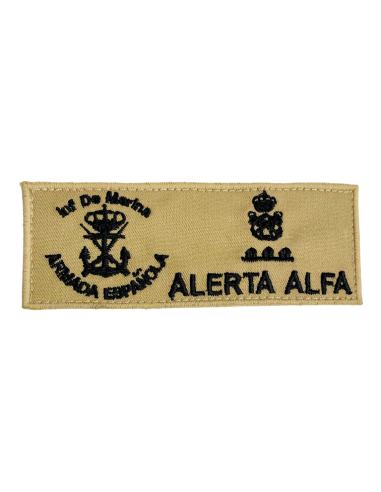 Inf De Marina
ARMADA ESPAÑOLA
ALERTA ALFA